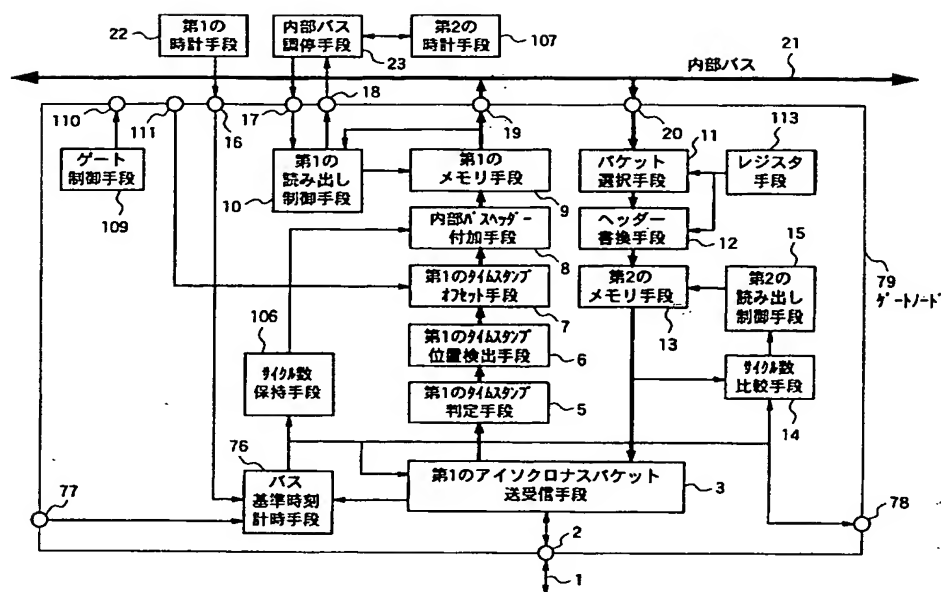 22
第1の
時計手段
内部バス
調停手段
23
第2の
時計手段
107
内部バス
21
110
111
16
17
18
19
20
ゲート
制御手段
109
第1の
読み出し
制御手段
10
第1の
メモリ手段
9
11
パケット
選択手段
113
レジスタ
手段
内部バスヘッダー
付加手段
8
ヘッダー
書換手段
12
15
79
ゲートノード
第1のタイムスタンプ
オフセット手段
7
第2の
メモリ手段
13
第2の
読み出し
制御手段
106
サイクル数
保持手段
第1のタイムスタンプ
位置検出手段
6
サイクル数
比較手段
14
第1のタイムスタンプ
判定手段
5
76
バス
基準時刻
計時手段
第1のアイソクロナスパケット
送受信手段
3
77
78
2
1